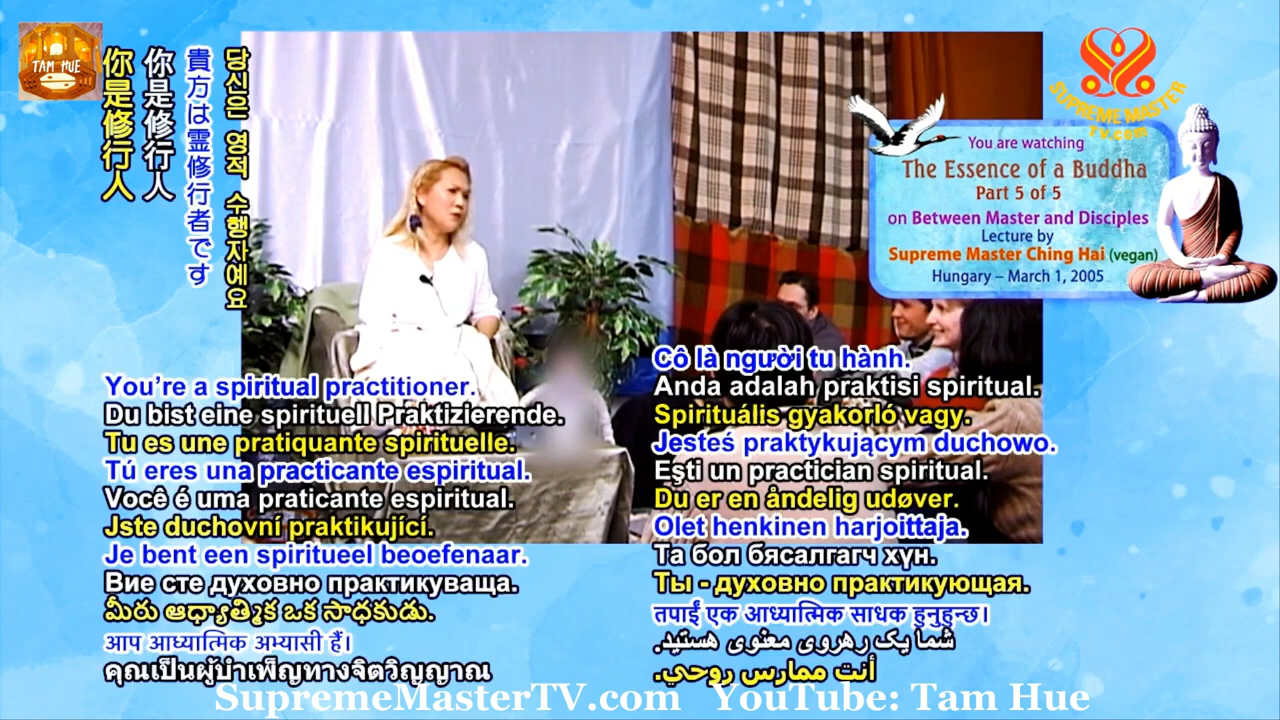 TAM HUE
你是修行人
你是修行人
貴方は霊修行者です
당신은 영적 수행자예요
SUPREME MASTER
TV.com
You are watching
The Essence of a Buddha
Part 5 of 5
on Between Master and Disciples
Lecture by
Supreme Master Ching Hai (vegan)
Hungary – March 1, 2005
You're a spiritual practitioner.
Du bist eine spirituell Praktizierende.
Tu es une pratiquante spirituelle.
Tú eres una practicante espiritual.
Você é uma praticante espiritual.
Jste duchovní praktikující.
Je bent een spiritueel beoefenaar.
Вие сте духовно практикуваща.
మీరు ఆధ్యాత్మిక ఒక సాధకుడు.
आप आध्यात्मिक अभ्यासी हैं।
คุณเป็นผู้บำเพ็ญทางจิตวิญญาณ
Cô là người tu hành.
Anda adalah praktisi spiritual.
Spirituális gyakorló vagy.
Jesteś praktykującym duchowo.
Eşti un practician spiritual.
Du er en åndelig udøver.
Olet henkinen harjoittaja.
Та бол бясалгагч хүн.
Ты - духовно практикующая.
तपाईं एक आध्यात्मिक साधक हुनुहुन्छ।
شما یک رهروی معنوی هستید.
أنت ممارس روحي.
SupremeMasterTV.com YouTube: Tam Hue